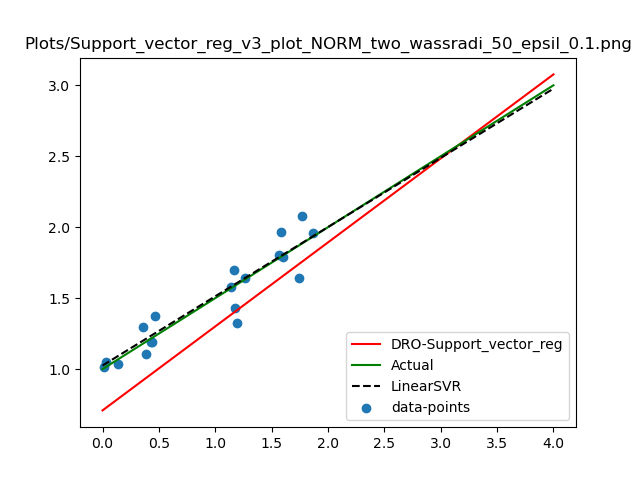 Plots/Support_vector_reg_v3_plot_NORM_two_wassradi_50_epsil_0.1.png
3.0
2.5
2.0
1.5
1.0
DRO-Support_vector_reg
Actual
LinearSVR
data-points
0.0 0.5 1.0 1.5 2.0 2.5 3.0 3.5 4.0